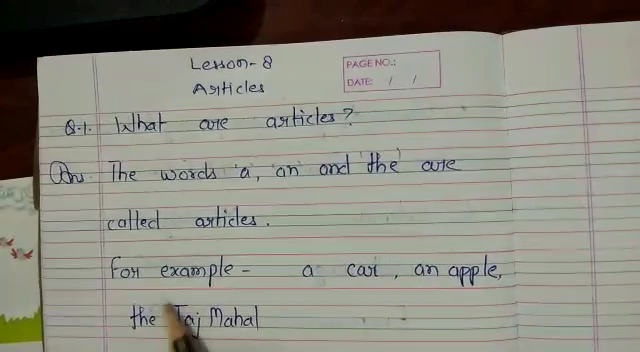 Lesson-8
Articles
PAGE NO.:
DATE: / /
Q.1. What are articles?
Ans. The words 'a', 'an' and 'the' are
called articles.
For example - a car, an apple,
the Taj Mahal